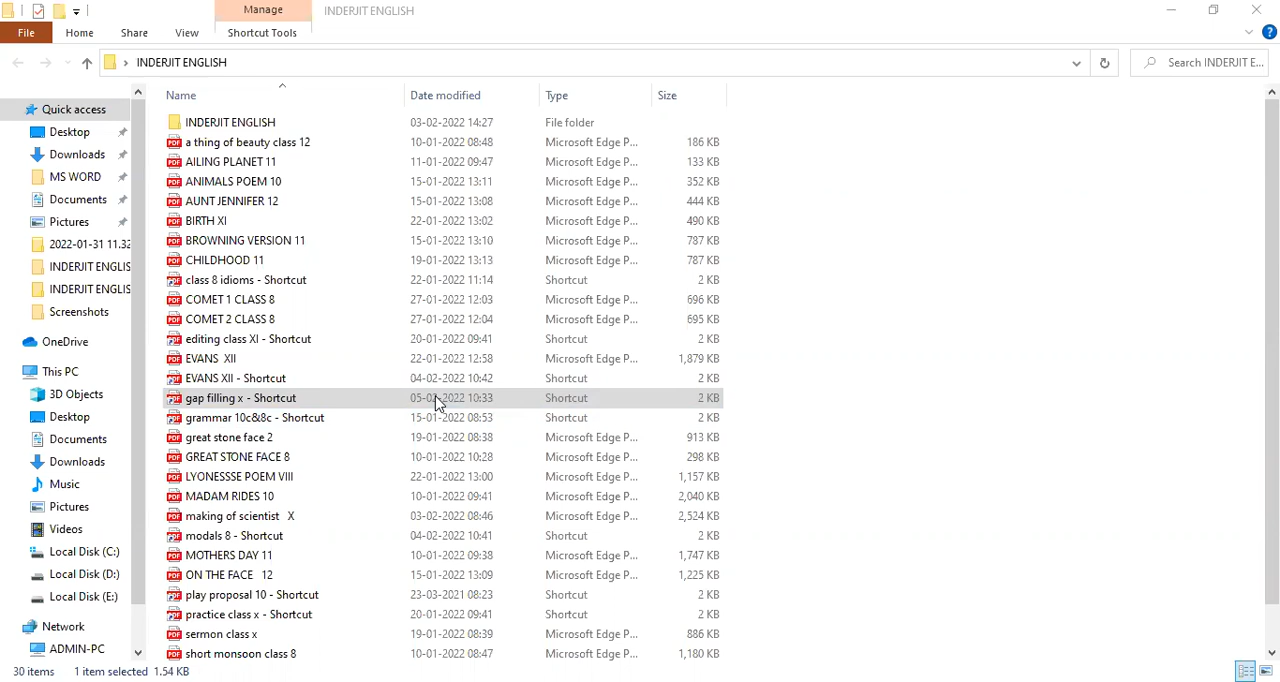 Manage
INDERJIT ENGLISH
File Home Share View Shortcut Tools
INDERJIT ENGLISH
Search INDERJIT E...
Name Date modified Type Size
Quick access
Desktop
Downloads
MS WORD
Documents
Pictures
2022-01-31 11.32
INDERJIT ENGLIS
INDERJIT ENGLIS
Screenshots
OneDrive
This PC
3D Objects
Desktop
Documents
Downloads
Music
Pictures
Videos
Local Disk (C:)
Local Disk (D:)
Local Disk (E:)
Network
ADMIN-PC
INDERJIT ENGLISH 03-02-2022 14:27 File folder
a thing of beauty class 12 10-01-2022 08:48 Microsoft Edge P... 186 KB
AILING PLANET 11 11-01-2022 09:47 Microsoft Edge P... 133 KB
ANIMALS POEM 10 15-01-2022 13:11 Microsoft Edge P... 352 KB
AUNT JENNIFER 12 15-01-2022 13:08 Microsoft Edge P... 444 KB
BIRTH XI 22-01-2022 13:02 Microsoft Edge P... 490 KB
BROWNING VERSION 11 15-01-2022 13:10 Microsoft Edge P... 787 KB
CHILDHOOD 11 19-01-2022 13:13 Microsoft Edge P... 787 KB
class 8 idioms - Shortcut 22-01-2022 11:14 Shortcut 2 KB
COMET 1 CLASS 8 27-01-2022 12:03 Microsoft Edge P... 696 KB
COMET 2 CLASS 8 27-01-2022 12:04 Microsoft Edge P... 695 KB
editing class XI - Shortcut 20-01-2022 09:41 Shortcut 2 KB
EVANS XII 22-01-2022 12:58 Microsoft Edge P... 1,879 KB
EVANS XII - Shortcut 04-02-2022 10:42 Shortcut 2 KB
gap filling x - Shortcut 05-02-2022 10:33 Shortcut 2 KB
grammar 10c&&8c - Shortcut 15-01-2022 08:53 Shortcut 2 KB
great stone face 2 19-01-2022 08:38 Microsoft Edge P... 913 KB
GREAT STONE FACE 8 10-01-2022 10:28 Microsoft Edge P... 298 KB
LYONESSSE POEM VIII 22-01-2022 13:00 Microsoft Edge P... 1,157 KB
MADAM RIDES 10 10-01-2022 09:41 Microsoft Edge P... 2,040 KB
making of scientist X 03-02-2022 08:46 Microsoft Edge P... 2,524 KB
modals 8 - Shortcut 04-02-2022 10:41 Shortcut 2 KB
MOTHERS DAY 11 10-01-2022 09:38 Microsoft Edge P... 1,747 KB
ON THE FACE 12 15-01-2022 13:09 Microsoft Edge P... 1,225 KB
play proposal 10 - Shortcut 23-03-2021 08:23 Shortcut 2 KB
practice class x - Shortcut 20-01-2022 09:41 Shortcut 2 KB
sermon class x 19-01-2022 08:39 Microsoft Edge P... 886 KB
short monsoon class 8 10-01-2022 08:47 Microsoft Edge P... 1,180 KB
30 items 1 item selected 1.54 KB